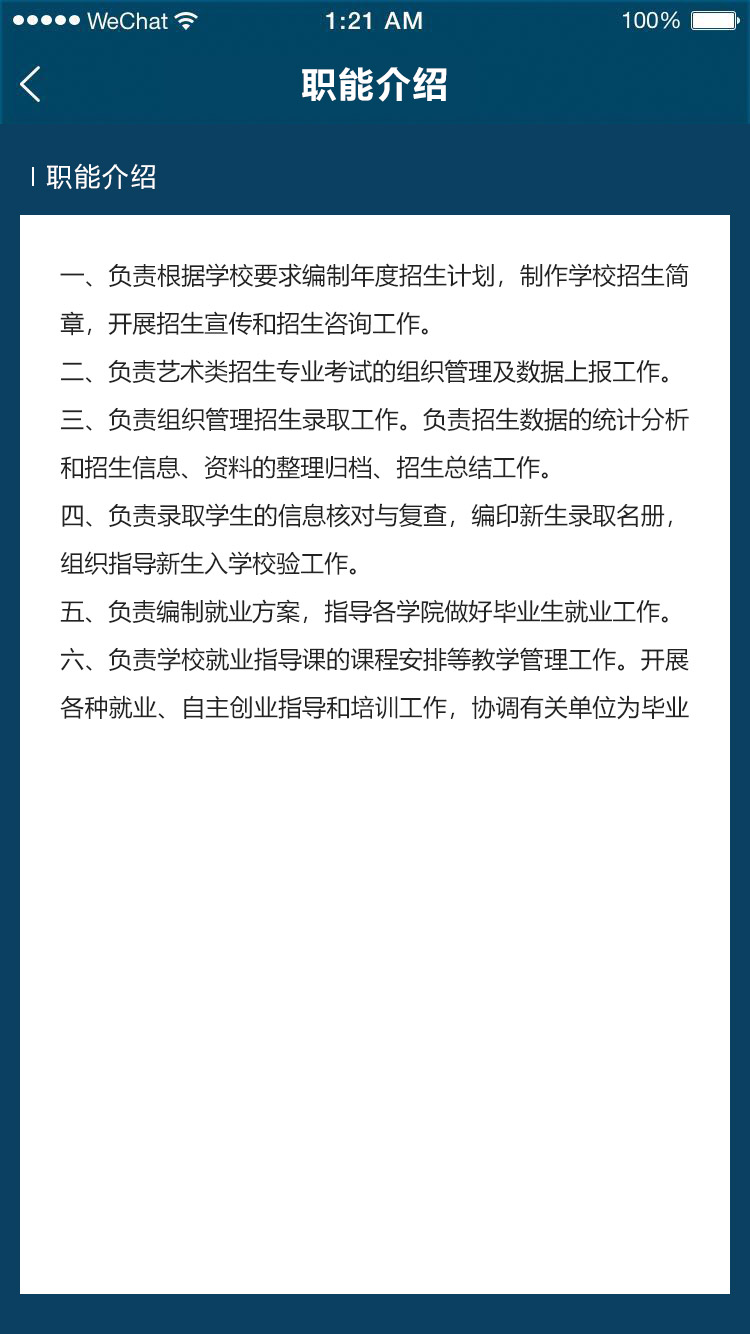 WeChat 1:21 AM 100%
职能介绍
职能介绍
一、负责根据学校要求编制年度招生计划，制作学校招生简
章，开展招生宣传和招生咨询工作。
二、负责艺术类招生专业考试的组织管理及数据上报工作。
三、负责组织管理招生录取工作。负责招生数据的统计分析
和招生信息、资料的整理归档、招生总结工作。
四、负责录取学生的信息核对与复查，编印新生录取名册，
组织指导新生入学校验工作。
五、负责编制就业方案，指导各学院做好毕业生就业工作。
六、负责学校就业指导课的课程安排等教学管理工作。开展
各种就业、自主创业指导和培训工作，协调有关单位为毕业